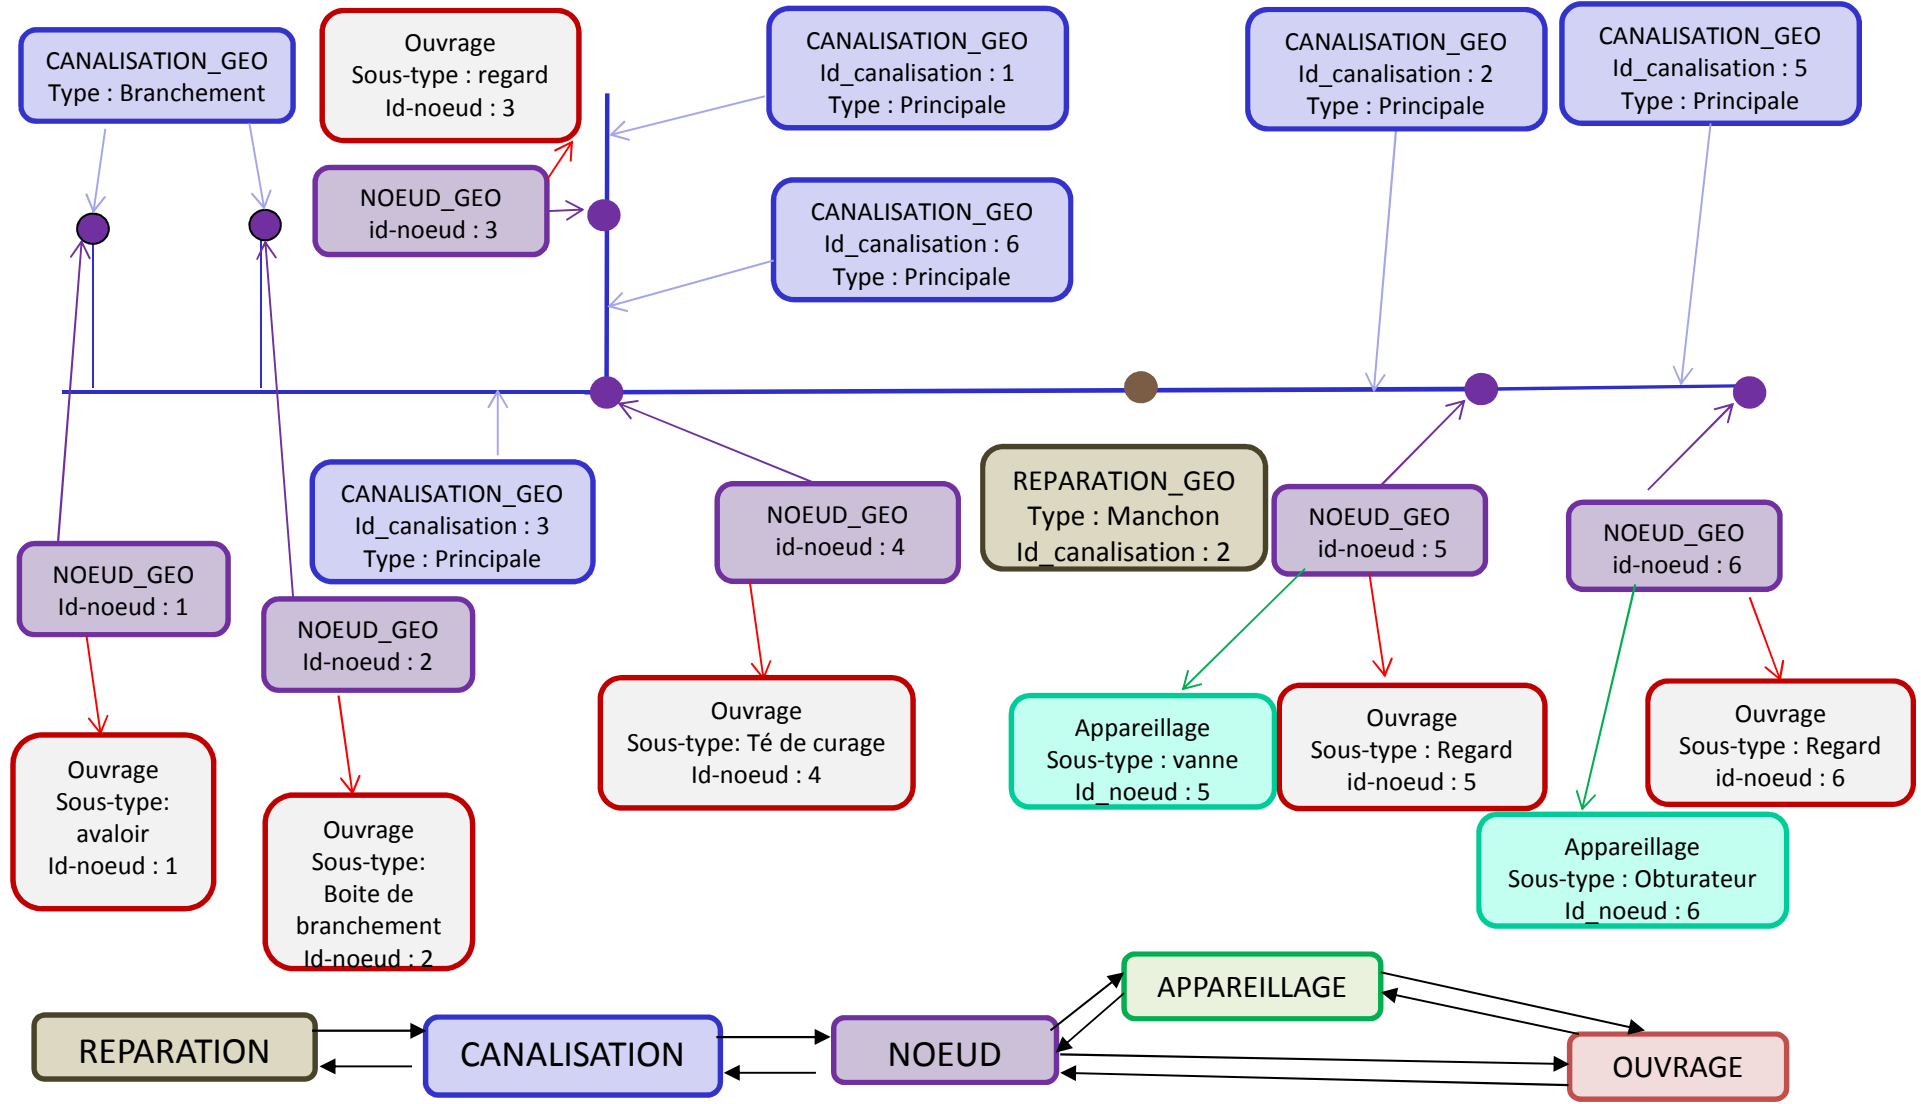 CANALISATION_GEO
Type : Branchement
Ouvrage
Sous-type : regard
Id-noeud : 3
CANALISATION_GEO
Id_canalisation : 1
Type : Principale
CANALISATION_GEO
Id_canalisation : 2
Type : Principale
CANALISATION_GEO
Id_canalisation : 5
Type : Principale
NOEUD_GEO
id-noeud : 3
CANALISATION_GEO
Id_canalisation : 6
Type : Principale
CANALISATION_GEO
Id_canalisation : 3
Type : Principale
NOEUD_GEO
id-noeud : 4
REPARATION_GEO
Type : Manchon
Id_canalisation : 2
NOEUD_GEO
id-noeud : 5
NOEUD_GEO
id-noeud : 6
NOEUD_GEO
Id-noeud : 1
NOEUD_GEO
Id-noeud : 2
Ouvrage
Sous-type: Té de curage
Id-noeud : 4
Appareillage
Sous-type : vanne
Id_noeud : 5
Ouvrage
Sous-type : Regard
id-noeud : 5
Ouvrage
Sous-type : Regard
id-noeud : 6
Ouvrage
Sous-type:
avaloir
Id-noeud : 1
Ouvrage
Sous-type:
Boite de
branchement
Id-noeud : 2
Appareillage
Sous-type : Obturateur
Id_noeud : 6
REPARATION
CANALISATION
NOEUD
APPAREILLAGE
OUVRAGE